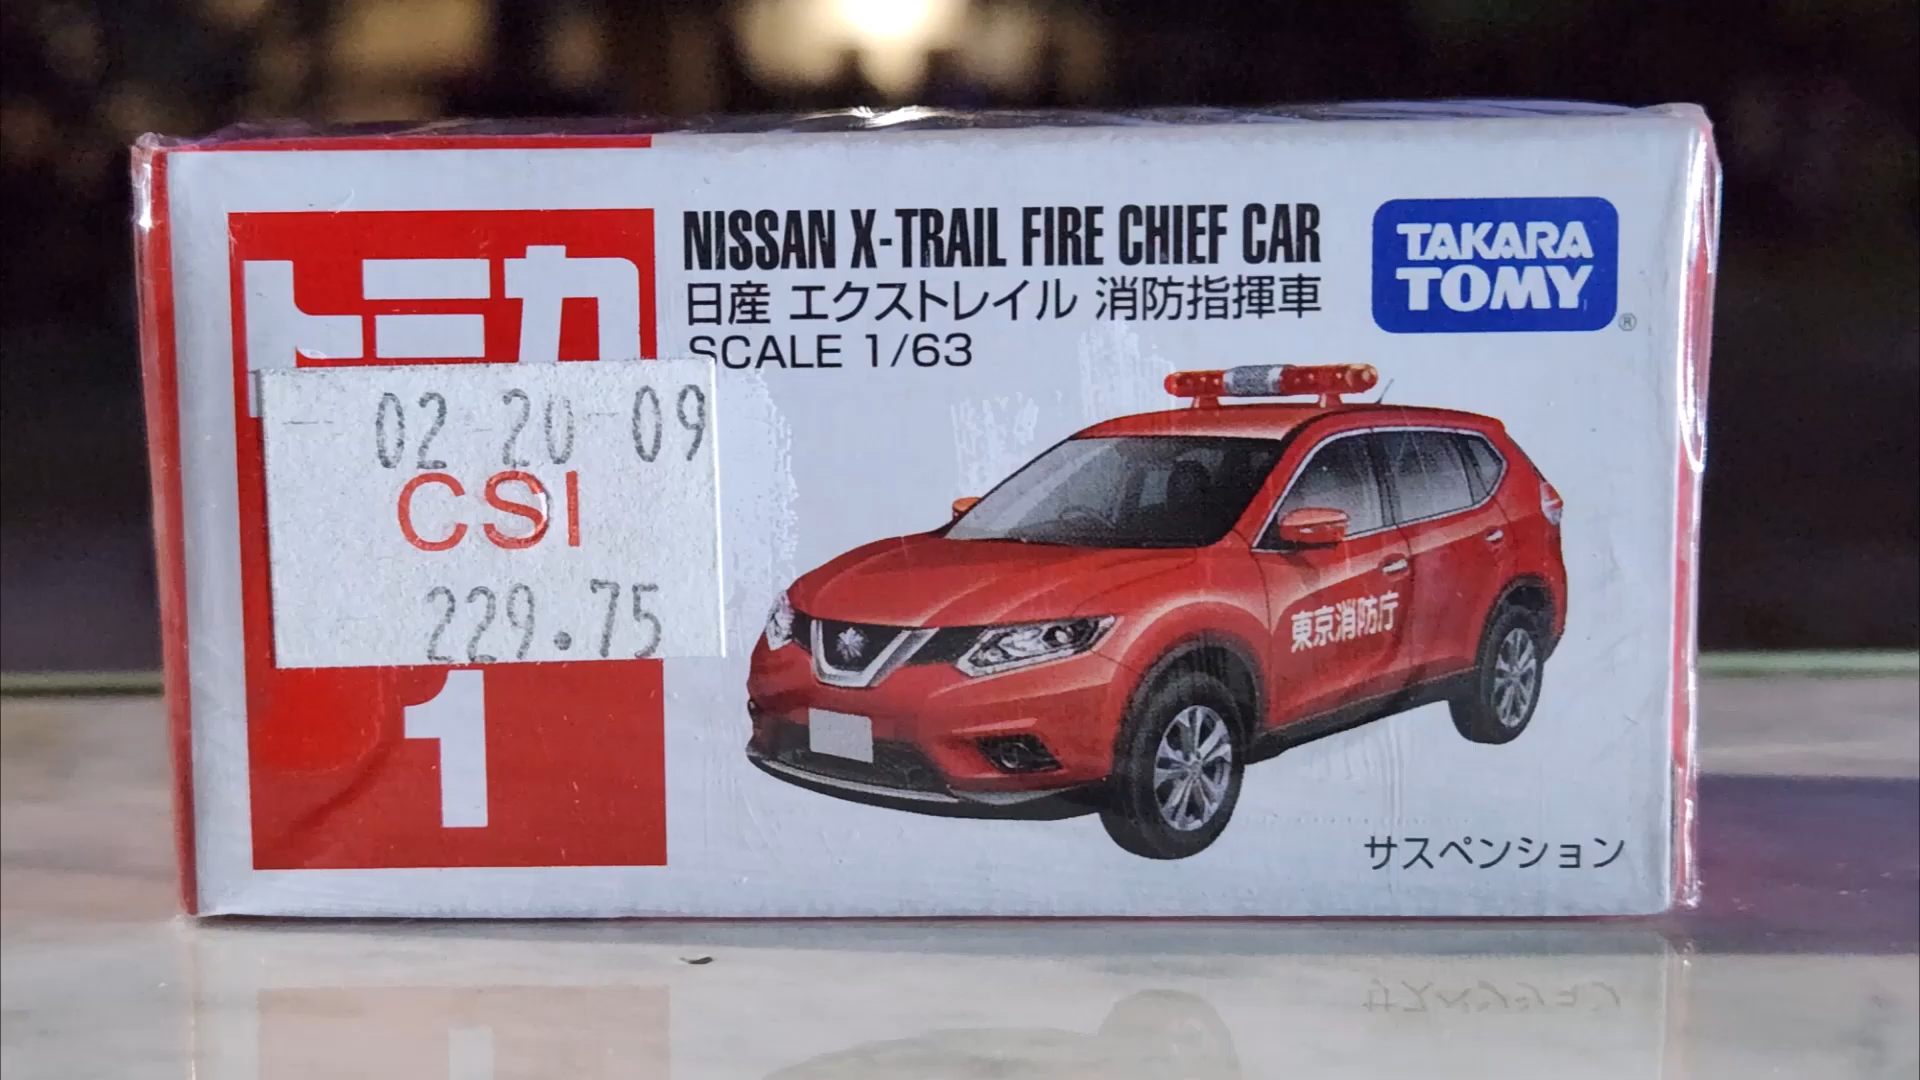 トミカ
NISSAN X-TRAIL FIRE CHIEF CAR
日産 エクストレイル 消防指揮車
SCALE 1/63
TAKARA
TOMY
®
02 20 09
CSI
229.75
1
東京消防庁
サスペンション